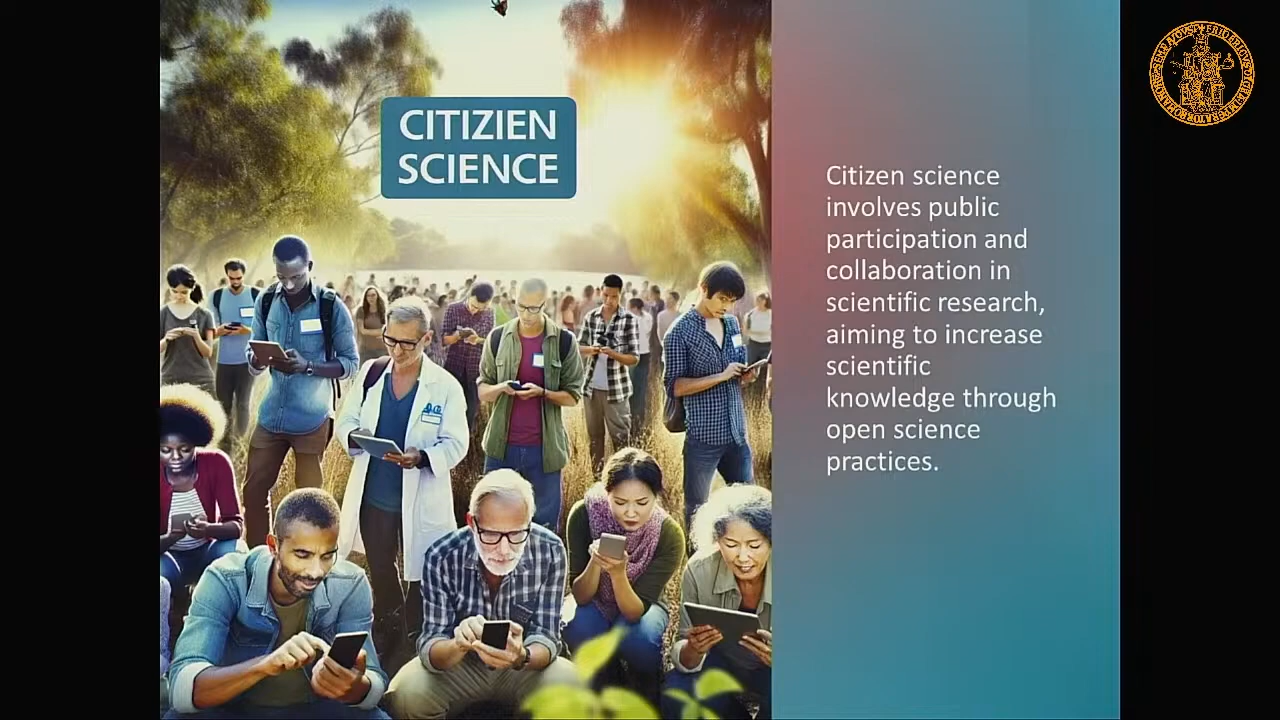 CITIZIEN
SCIENCE
Citizen science
involves public
participation and
collaboration in
scientific research,
aiming to increase
scientific
knowledge through
open science
practices.